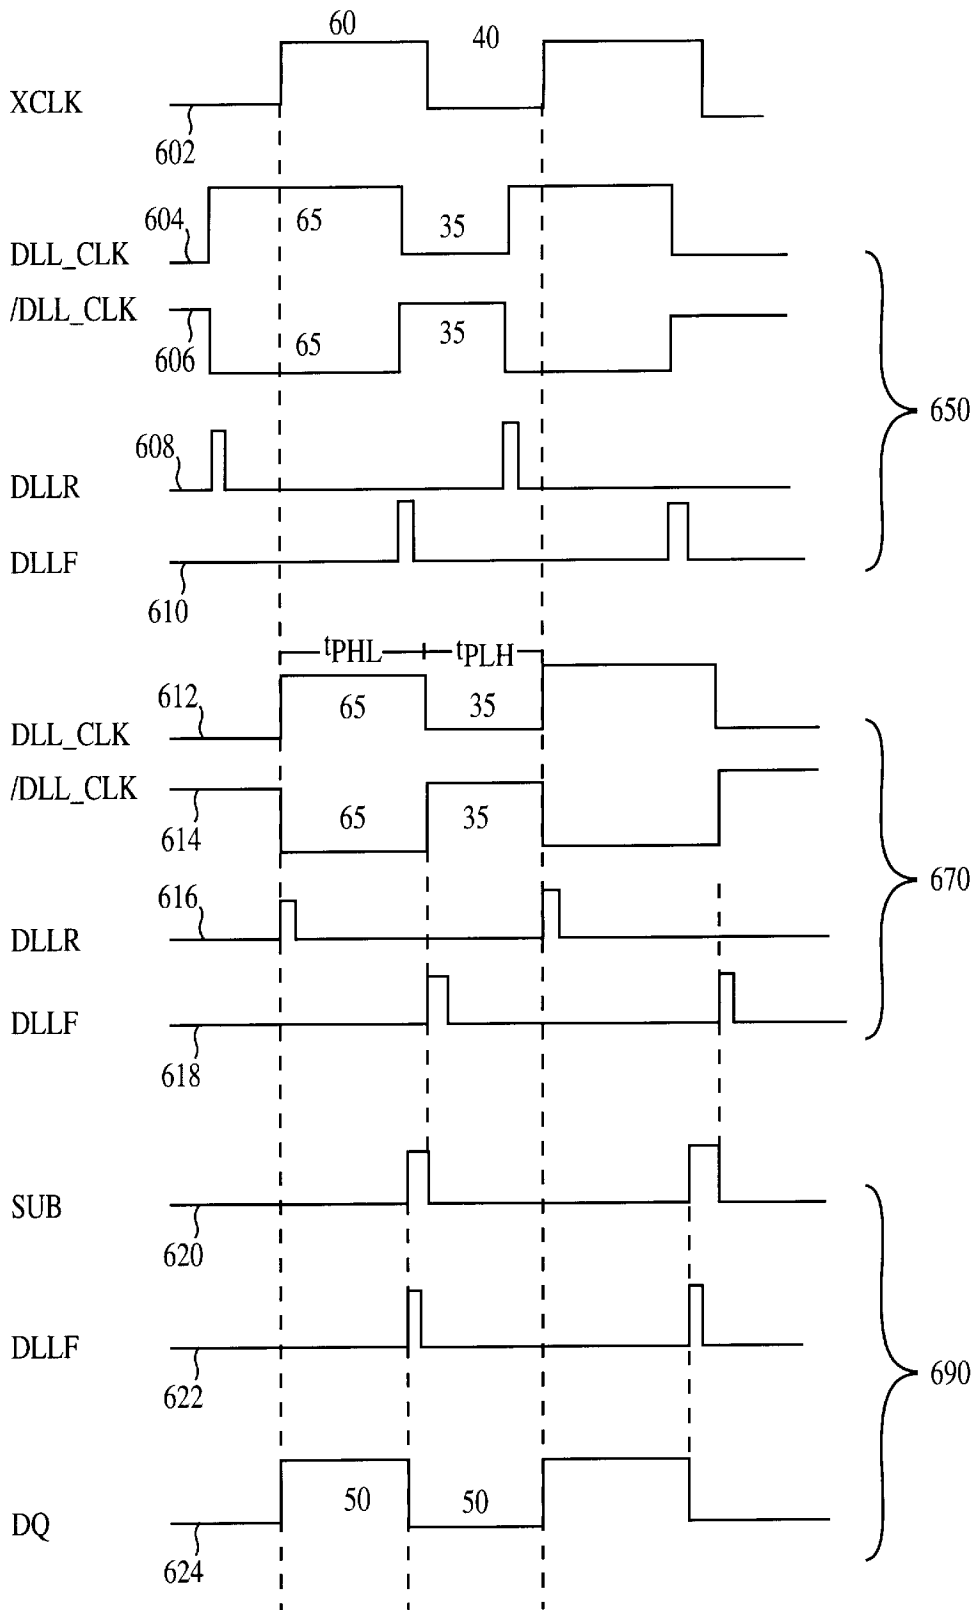 60
40
XCLK
602
604
65
35
DLL_CLK
/DLL_CLK
606
65
35
650
608
DLLR
DLLF
610
tPHL
tPLH
612
65
35
DLL_CLK
/DLL_CLK
614
65
35
670
616
DLLR
DLLF
618
SUB
620
DLLF
622
690
50
50
DQ
624